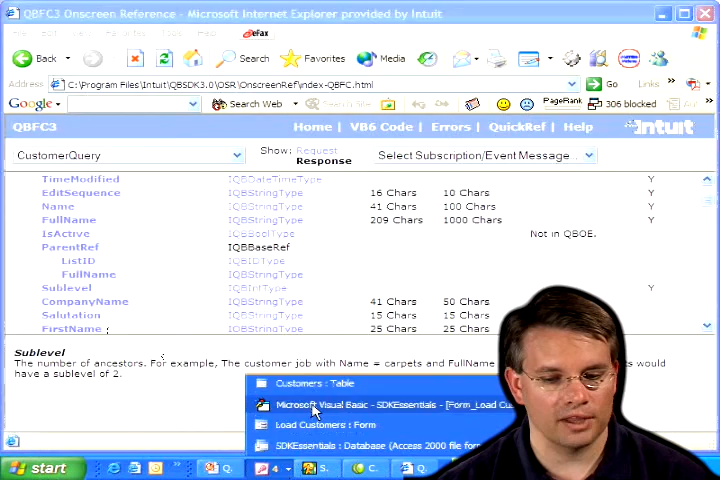 QBFC3 Onscreen Reference - Microsoft Internet Explorer provided by Intuit
eFax
Back Search Favorites Media
Address C:\Program Files\Intuit\QBSDK3.0\OSR\OnscreenRef\index-QBFC.html Go Links »
Google Search Web Search Site PageRank 306 blocked
QBFC3 Home | VB6 Code | Errors | QuickRef | Help Intuit
CustomerQuery Show: Request Response Select Subscription/Event Message...
TimeModified IQBDateTimeType Y
EditSequence IQBStringType 16 Chars 10 Chars
Name IQBStringType 41 Chars 100 Chars Y
FullName IQBStringType 209 Chars 1000 Chars Y
IsActive IQBBoolType Not in QBOE.
ParentRef IQBBaseRef
ListID IQBIDType
FullName IQBStringType
Sublevel IQBIntType Y
CompanyName IQBStringType 41 Chars 50 Chars
Salutation IQBStringType 15 Chars 15 Chars
FirstName IQBStringType 25 Chars 25 Chars
Sublevel
The number of ancestors. For example, The customer job with Name = carpets and FullName would
have a sublevel of 2.
Customers : Table
Microsoft Visual Basic - SDKEssentials - [Form_Load Cu
Load Customers : Form
SDKEssentials : Database (Access 2000 file for
start Q. 4 S. C. Q.